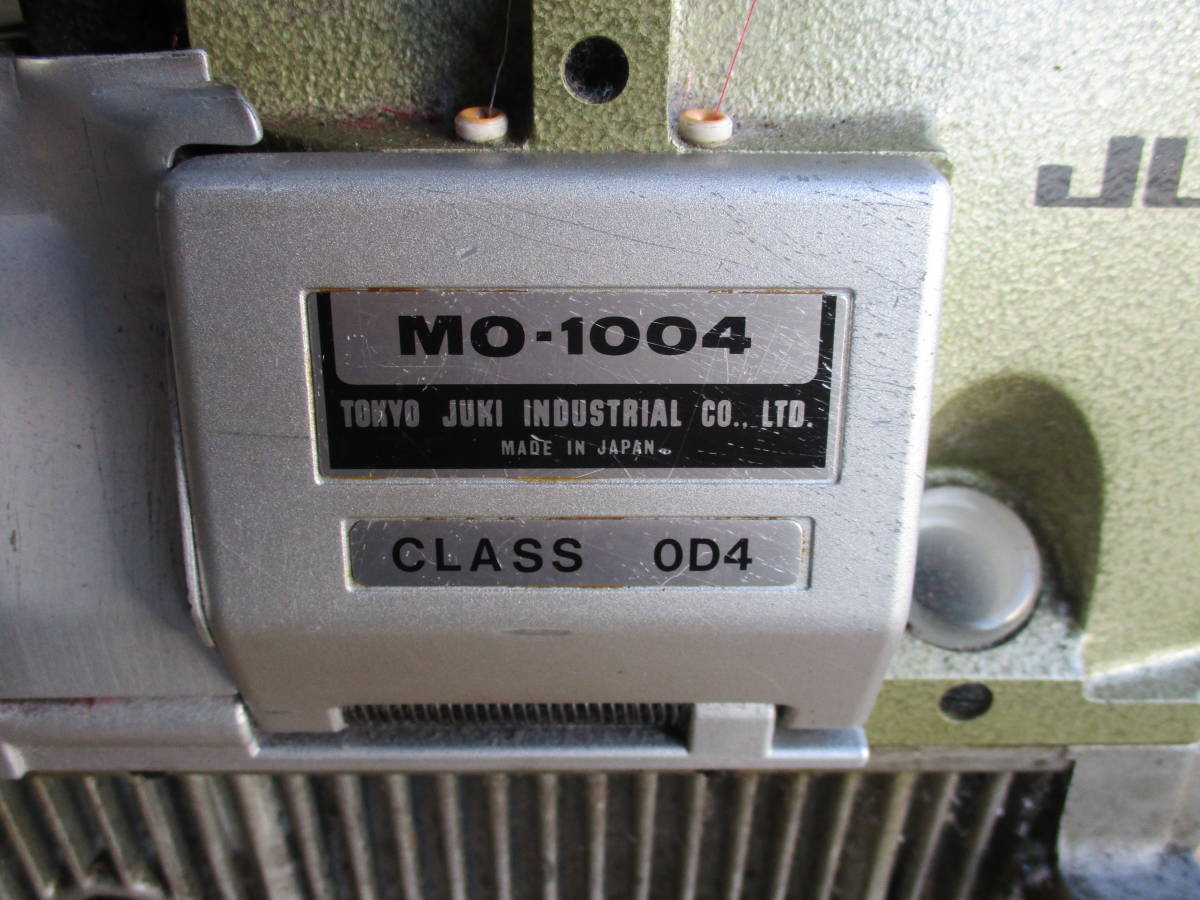 MO-1004
TOKYO JUKI INDUSTRIAL CO., LTD.
MADE IN JAPAN
CLASS 0D4